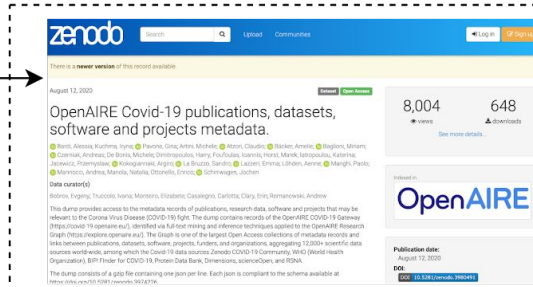 zenodo
Search
Upload Communities
Log in
Sign up
There is a newer version of this record available.
August 12, 2020
Dataset Open Access
OpenAIRE Covid-19 publications, datasets,
software and projects metadata.
Bardi, Alessia; Kuchma, Iryna; Pavone, Gina; Artini, Michele; Atzori, Claudio; Bäcker, Amelie; Baglioni, Miriam;
Czerniak, Andreas; De Bonis, Michele; Dimitropoulos, Harry; Foufoulas, Ioannis; Horst, Marek; Iatropoulou, Katerina;
Jacewicz, Przemyslaw; Kokogiannaki, Argiro; La Bruzzo, Sandro; Lazzeri, Emma; Löhden, Aenne; Manghi, Paolo;
Mannocci, Andrea; Manola, Natalia; Ottonello, Enrico; Schirrwagen, Jochen
Data curator(s)
Bobrov, Evgeny; Truccolo, Ivana; Monteiro, Elizabete; Casalegno, Carlotta; Clary, Erin; Romanowski, Andrew
This dump provides access to the metadata records of publications, research data, software and projects that may be
relevant to the Corona Virus Disease (COVID-19) fight. The dump contains records of the OpenAIRE COVID-19 Gateway
(https://covid-19.openaire.eu/), identified via full-text mining and inference techniques applied to the OpenAIRE Research
Graph (https://explore.openaire.eu/). The Graph is one of the largest Open Access collections of metadata records and
links between publications, datasets, software, projects, funders, and organizations, aggregating 12,000+ scientific data
sources world-wide, among which the Covid-19 data sources Zenodo COVID-19 Community, WHO (World Health
Organization), BIP! Finder for COVID-19, Protein Data Bank, Dimensions, scienceOpen, and RSNA.
The dump consists of a gzip file containing one json per line. Each json is compliant to the schema available at
https://doi.org/10.5281/zenodo.3974226
8,004
views
648
downloads
See more details...
Indexed in
OpenAIRE
Publication date:
August 12, 2020
DOI:
DOI 10.5281/zenodo.3980491